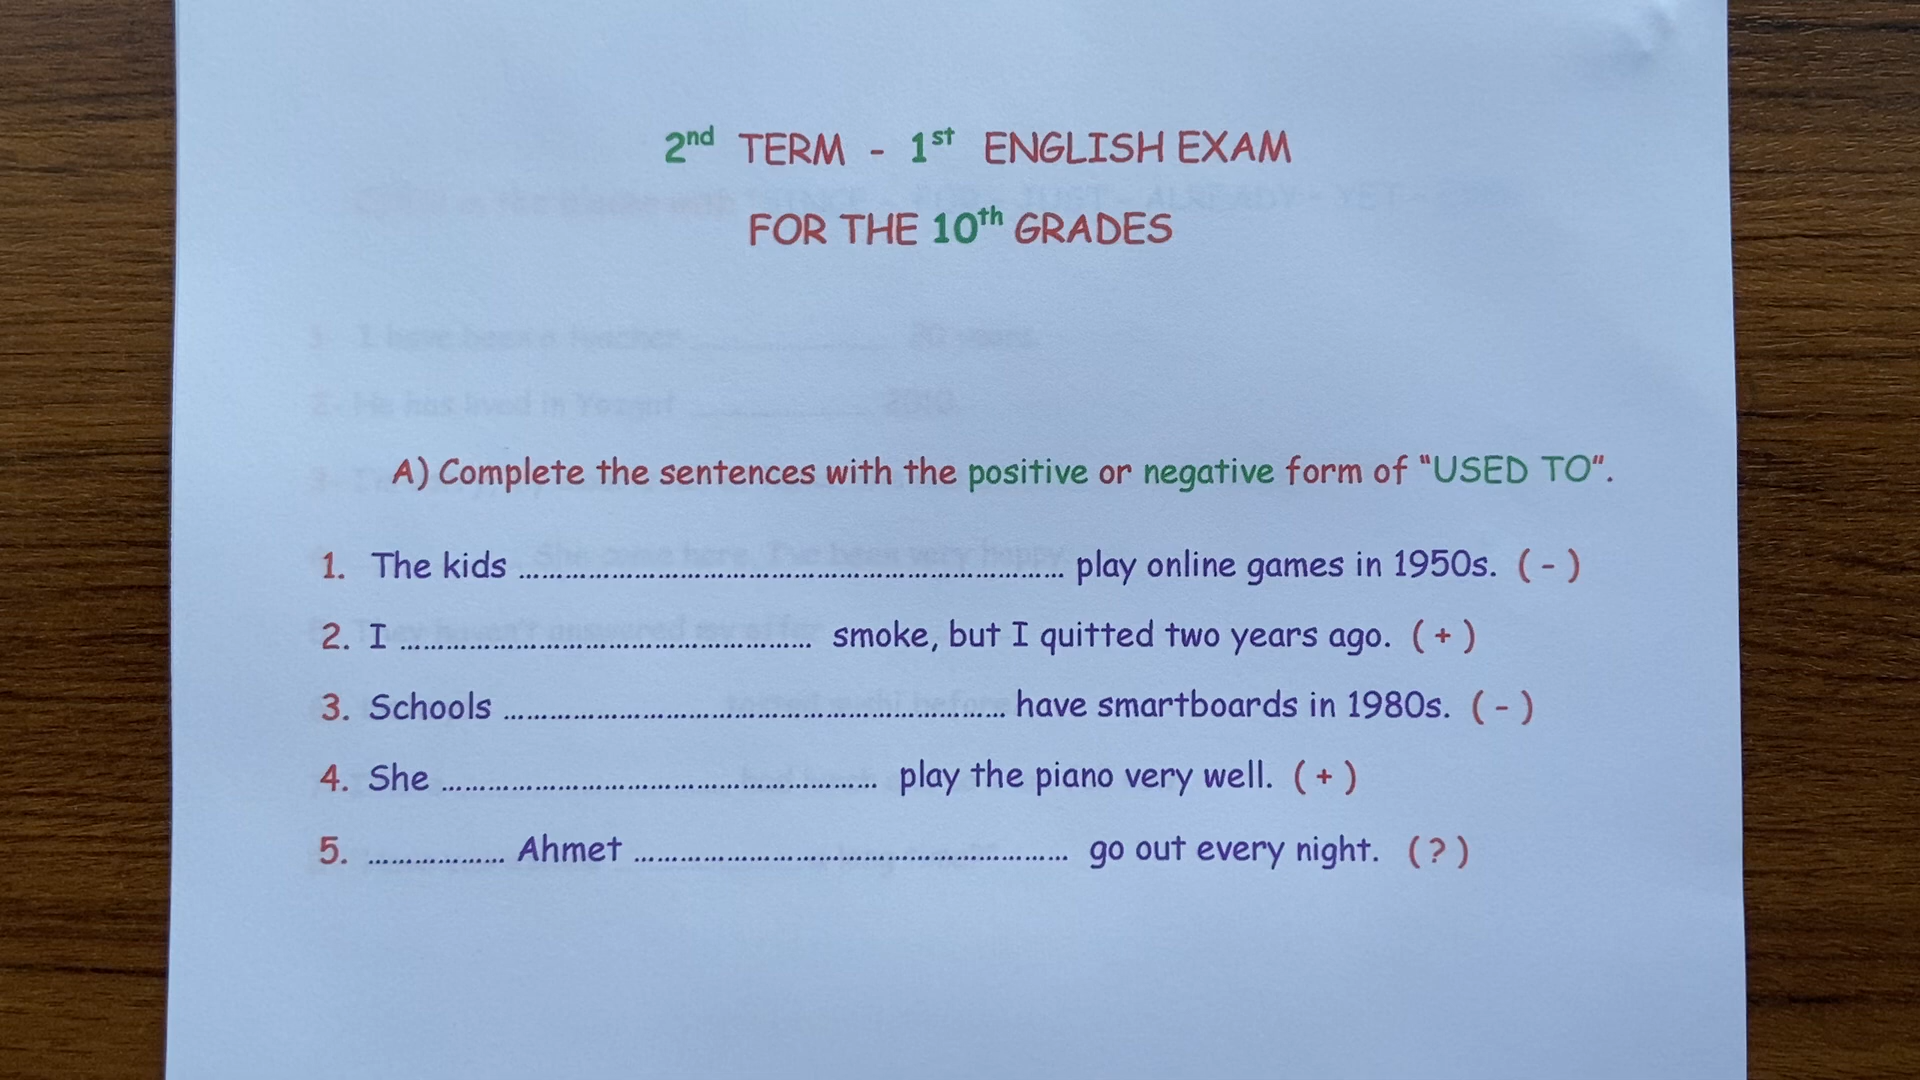 2nd TERM - 1st ENGLISH EXAM
FOR THE 10th GRADES
A) Complete the sentences with the positive or negative form of "USED TO".
1. The kids ............................................................ play online games in 1950s. ( - )
2. I ............................................. smoke, but I quitted two years ago. ( + )
3. Schools ....................................................... have smartboards in 1980s. ( - )
4. She ................................................ play the piano very well. ( + )
5. ............... Ahmet ................................................ go out every night. ( ? )